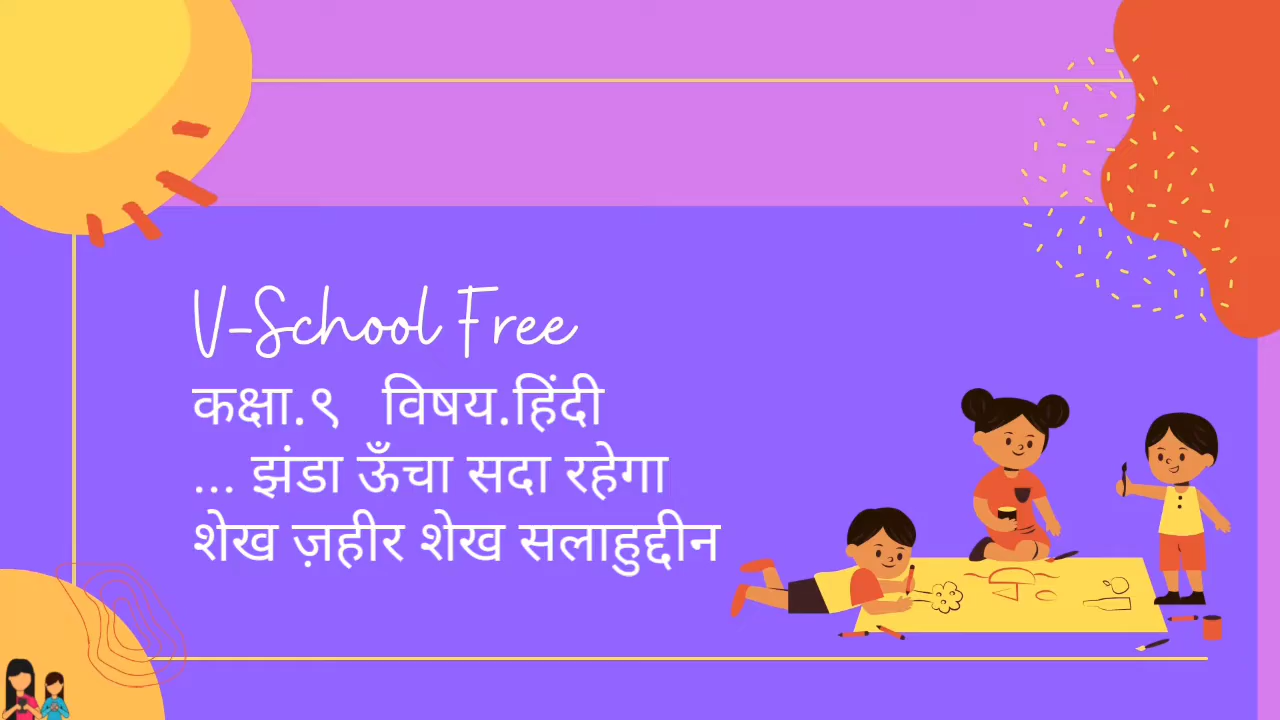 V-School Free
कक्षा.९ विषय.हिंदी
... झंडा ऊँचा सदा रहेगा
शेख ज़हीर शेख सलाहुद्दीन